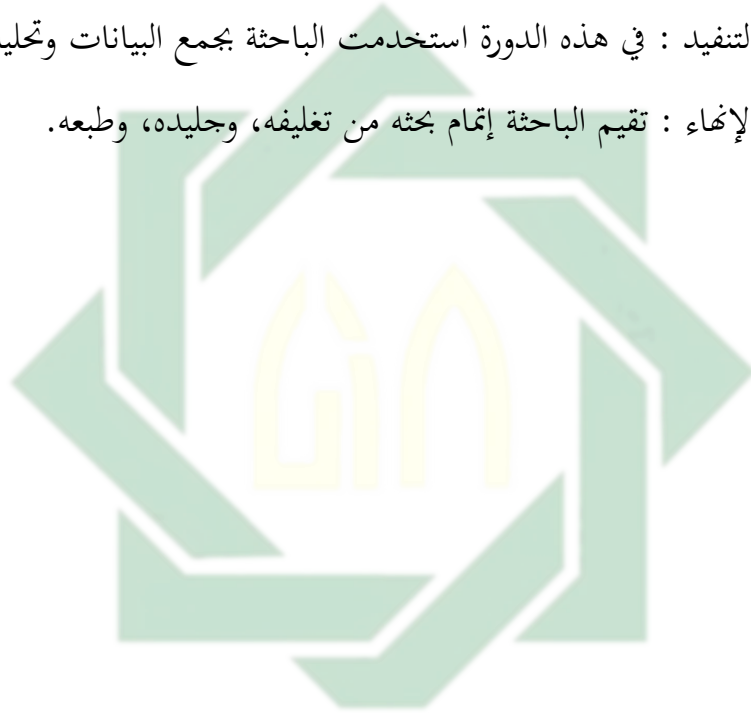 لتنفيد : في هذه الدورة استخدمت الباحثة بجمع البيانات
لإنهاء : تقيم الباحثة إتمام بحثه من تغليفه، وجليده، وطبعه.